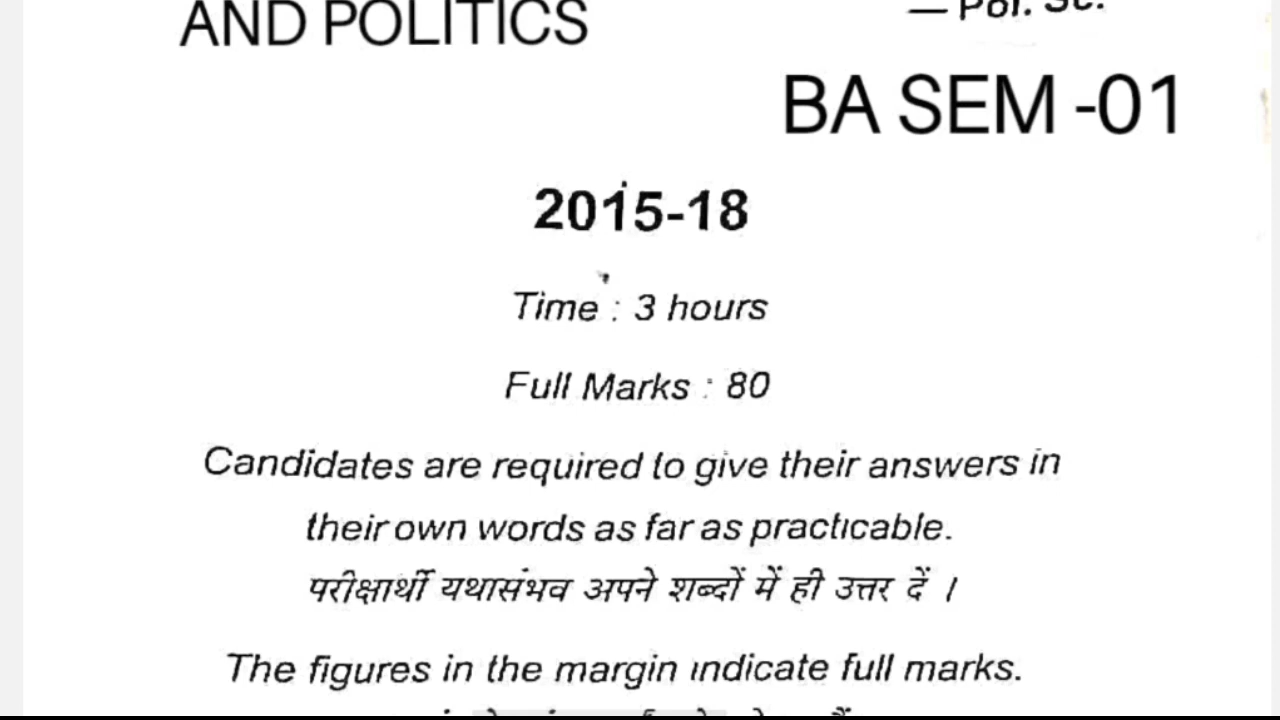 AND POLITICS
— Pol. Sc.
BA SEM -01
2015-18
Time : 3 hours
Full Marks : 80
Candidates are required to give their answers in
their own words as far as practicable.
परीक्षार्थी यथासंभव अपने शब्दों में ही उत्तर दें ।
The figures in the margin indicate full marks.